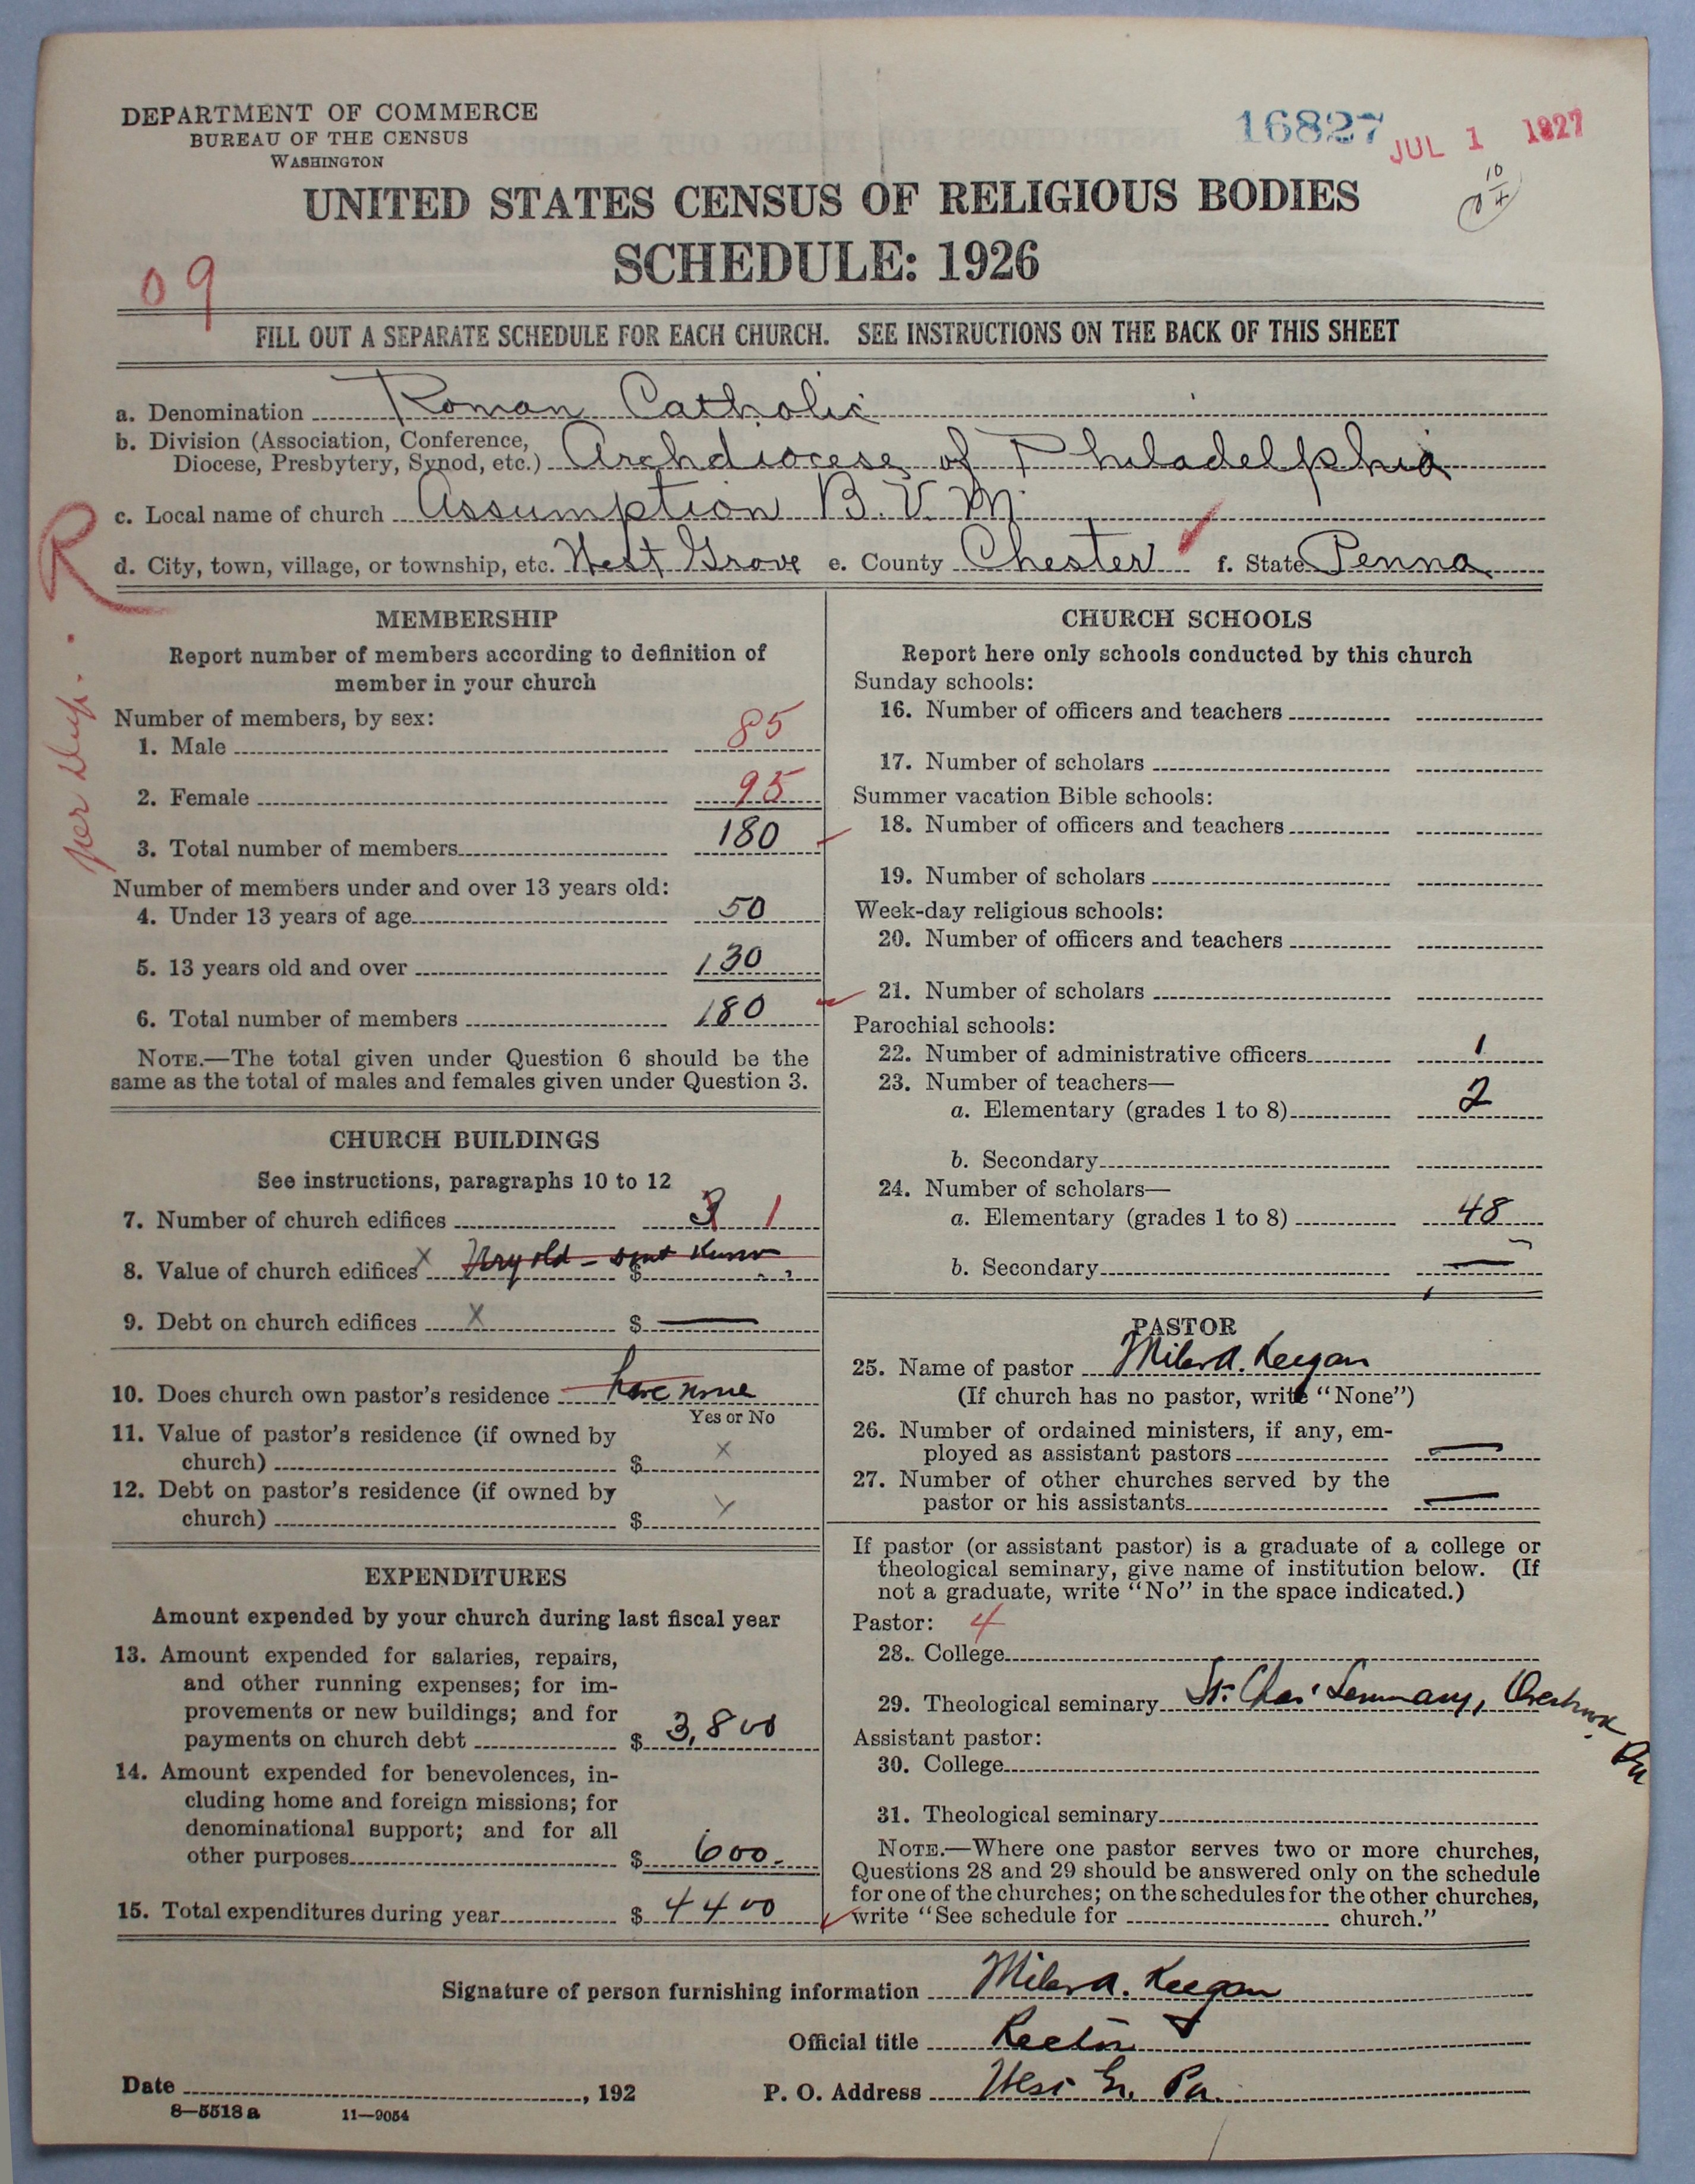 DEPARTMENT OF COMMERCE
BUREAU OF THE CENSUS
WASHINGTON
16827
JUL 1 1927
UNITED STATES CENSUS OF RELIGIOUS BODIES
SCHEDULE: 1926
09
FILL OUT A SEPARATE SCHEDULE FOR EACH CHURCH. SEE INSTRUCTIONS ON THE BACK OF THIS SHEET
a. Denomination Roman Catholic
b. Division (Association, Conference,
Diocese, Presbytery, Synod, etc.) Archdiocese of Philadelphia
c. Local name of church Assumption B.V.M.
d. City, town, village, or township, etc. West Grove e. County Chester f. State Penna
R
per
MEMBERSHIP
Report number of members according to definition of
member in your church
Number of members, by sex:
1. Male 85
2. Female 95
3. Total number of members 180
Number of members under and over 13 years old:
4. Under 13 years of age 50
5. 13 years old and over 130
6. Total number of members 180
NOTE.—The total given under Question 6 should be the
same as the total of males and females given under Question 3.
CHURCH BUILDINGS
See instructions, paragraphs 10 to 12
7. Number of church edifices 3 1
8. Value of church edifices X Very old – $
9. Debt on church edifices X $ —
10. Does church own pastor's residence have none
Yes or No
11. Value of pastor's residence (if owned by
church) $ X
12. Debt on pastor's residence (if owned by
church) $ X
EXPENDITURES
Amount expended by your church during last fiscal year
13. Amount expended for salaries, repairs,
and other running expenses; for im-
provements or new buildings; and for
payments on church debt $ 3,800
14. Amount expended for benevolences, in-
cluding home and foreign missions; for
denominational support; and for all
other purposes $ 600.
15. Total expenditures during year $ 4400
CHURCH SCHOOLS
Report here only schools conducted by this church
Sunday schools:
16. Number of officers and teachers
17. Number of scholars
Summer vacation Bible schools:
18. Number of officers and teachers
19. Number of scholars
Week-day religious schools:
20. Number of officers and teachers
21. Number of scholars
Parochial schools:
22. Number of administrative officers 1
23. Number of teachers—
a. Elementary (grades 1 to 8) 2
b. Secondary
24. Number of scholars—
a. Elementary (grades 1 to 8) 48
b. Secondary —
PASTOR
25. Name of pastor Miles A. Keegan
(If church has no pastor, write "None")
26. Number of ordained ministers, if any, em-
ployed as assistant pastors —
27. Number of other churches served by the
pastor or his assistants —
If pastor (or assistant pastor) is a graduate of a college or
theological seminary, give name of institution below. (If
not a graduate, write "No" in the space indicated.)
Pastor: 4
28. College
29. Theological seminary St. Chas' Seminary, Overbrook Pa
Assistant pastor:
30. College
31. Theological seminary
NOTE.—Where one pastor serves two or more churches,
Questions 28 and 29 should be answered only on the schedule
for one of the churches; on the schedules for the other churches,
write "See schedule for church."
Signature of person furnishing information Miles A. Keegan
Official title Rector
Date , 192
P. O. Address West Gr. Pa.
8—5518 a 11—9054